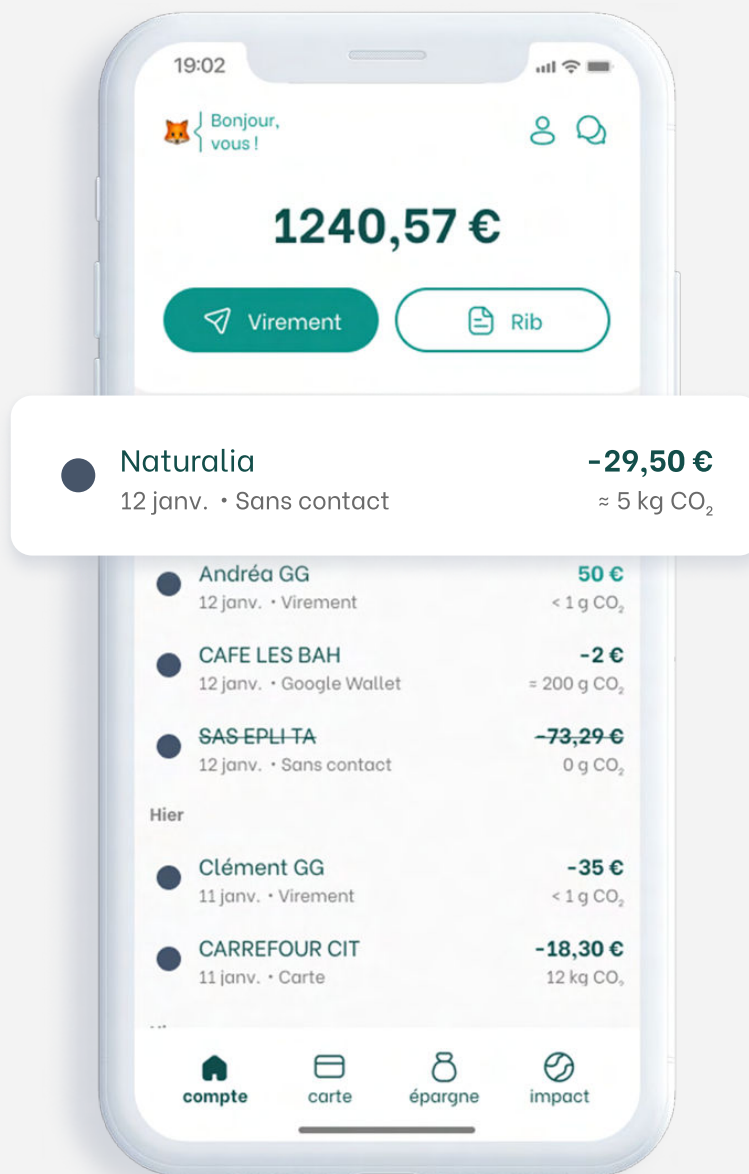 19:02
Bonjour,
vous !
1240,57 €
Virement
Rib
Naturalia -29,50 €
12 janv. • Sans contact ≈ 5 kg CO₂
Andréa GG 50 €
12 janv. • Virement < 1 g CO₂
CAFE LES BAH -2 €
12 janv. • Google Wallet = 200 g CO₂
SAS EPLI TA -73,29 €
12 janv. • Sans contact 0 g CO₂
Hier
Clément GG -35 €
11 janv. • Virement < 1 g CO₂
CARREFOUR CIT -18,30 €
11 janv. • Carte 12 kg CO₂
compte carte épargne impact